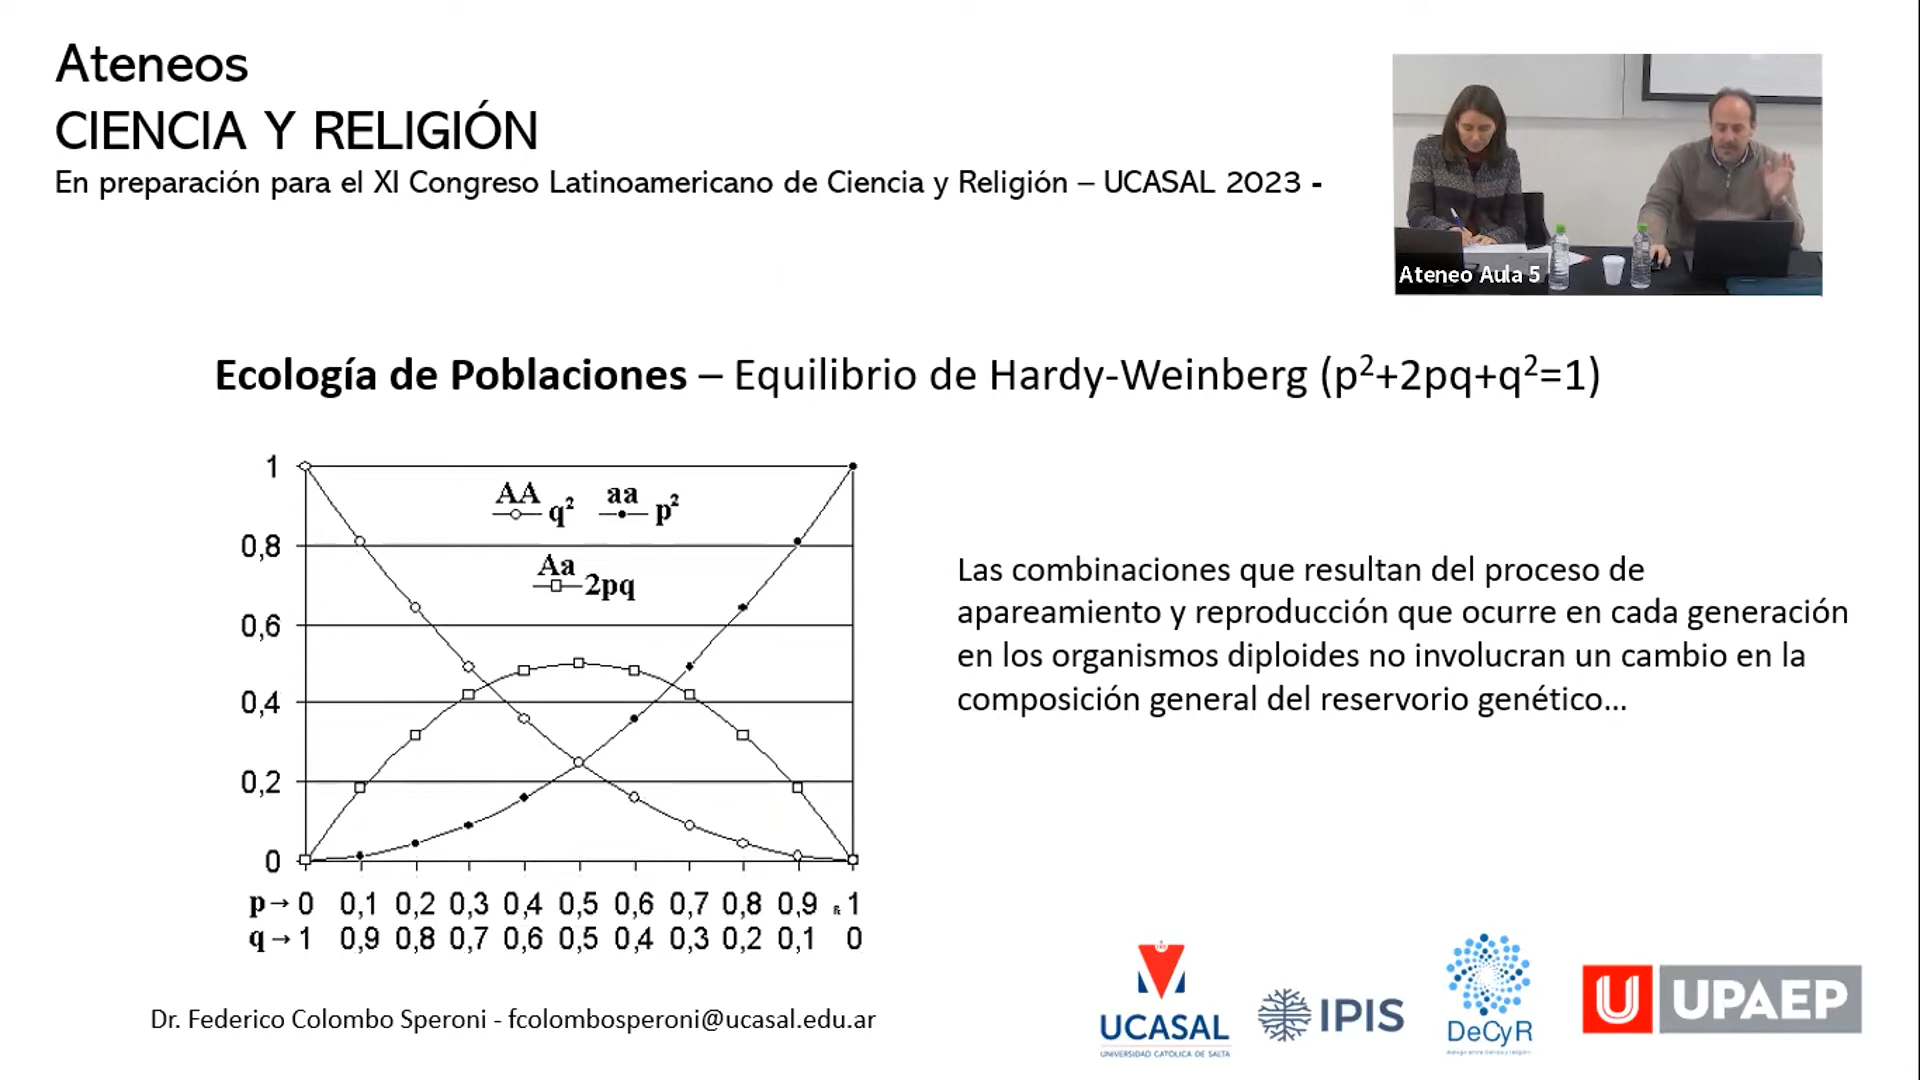 Ateneos
CIENCIA Y RELIGIÓN
En preparación para el XI Congreso Latinoamericano de Ciencia y Religión – UCASAL 2023 -
Ateneo Aula 5
Ecología de Poblaciones – Equilibrio de Hardy-Weinberg (p²+2pq+q²=1)
1
0,8
0,6
0,4
0,2
0
AA q² aa p²
Aa 2pq
p→0 0,1 0,2 0,3 0,4 0,5 0,6 0,7 0,8 0,9 1
q→1 0,9 0,8 0,7 0,6 0,5 0,4 0,3 0,2 0,1 0
Las combinaciones que resultan del proceso de
apareamiento y reproducción que ocurre en cada generación
en los organismos diploides no involucran un cambio en la
composición general del reservorio genético...
Dr. Federico Colombo Speroni - fcolombosperoni@ucasal.edu.ar
UCASAL
UNIVERSIDAD CATÓLICA DE SALTA
IPIS
DeCyR
U UPAEP